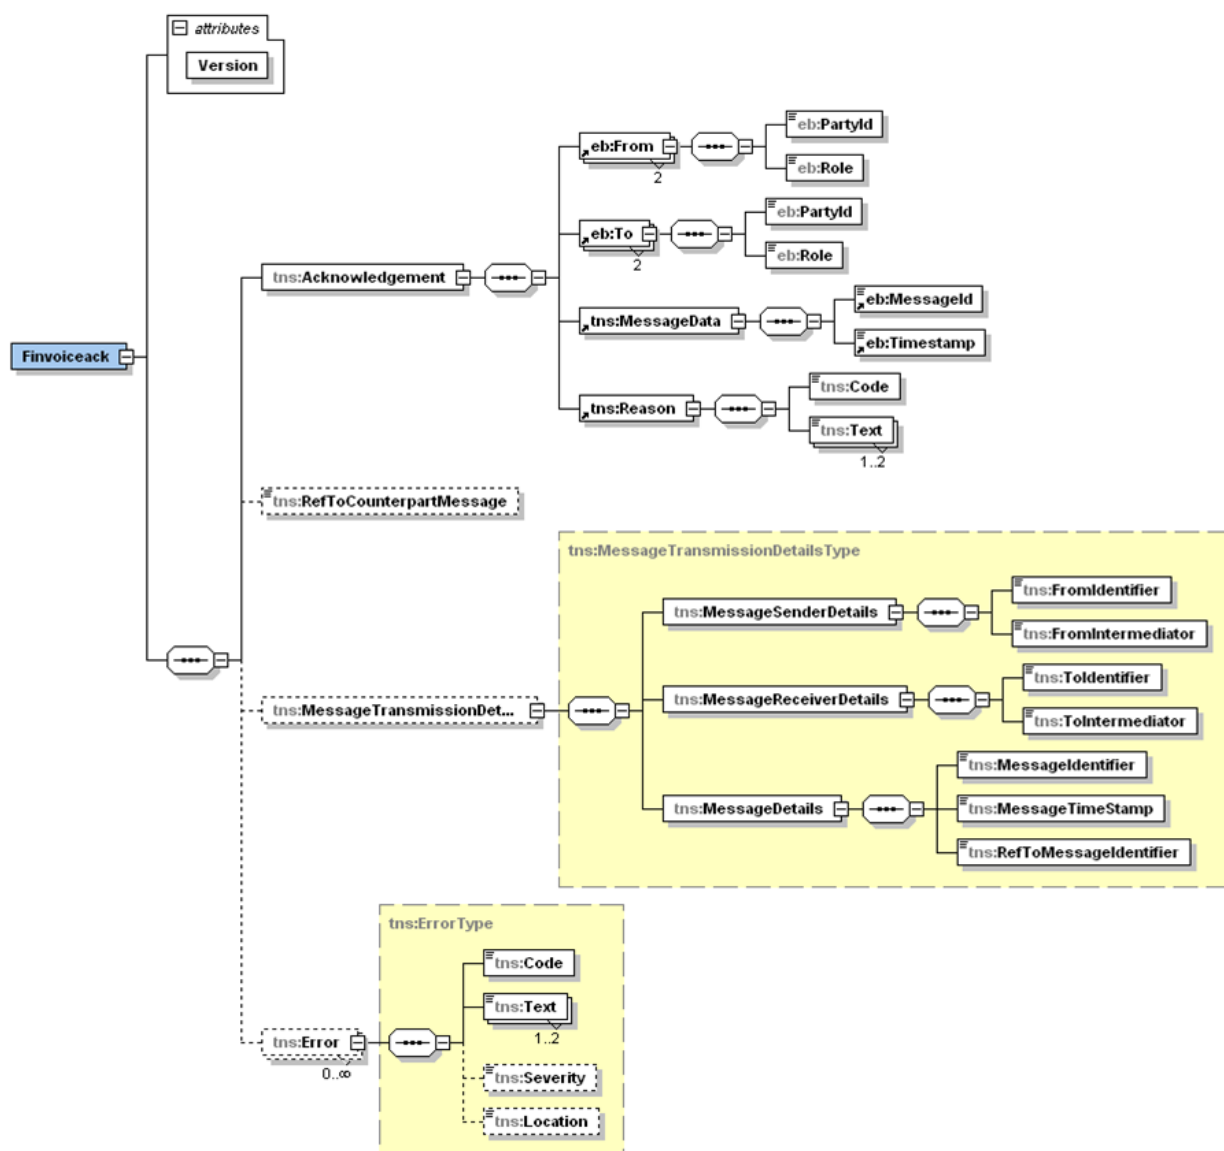 attributes
Version
eb:From
2
eb:PartyId
eb:Role
eb:To
2
eb:PartyId
eb:Role
tns:Acknowledgement
tns:MessageData
eb:MessageId
eb:Timestamp
Finvoiceack
tns:Reason
tns:Code
tns:Text
1..2
tns:RefToCounterpartMessage
tns:MessageTransmissionDetailsType
tns:MessageSenderDetails
tns:FromIdentifier
tns:FromIntermediator
tns:MessageTransmissionDet...
tns:MessageReceiverDetails
tns:ToIdentifier
tns:ToIntermediator
tns:MessageDetails
tns:MessageIdentifier
tns:MessageTimeStamp
tns:RefToMessageIdentifier
tns:ErrorType
tns:Error
0..∞
tns:Code
tns:Text
1..2
tns:Severity
tns:Location